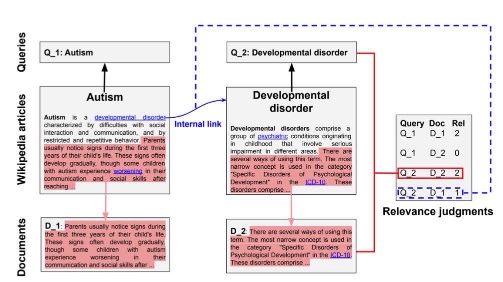 Queries
Q_1: Autism
Q_2: Developmental disorder
Wikipedia articles
Autism
Autism is a developmental disorder
characterized by difficulties with social
interaction and communication, and by
restricted and repetitive behavior. Parents
usually notice signs during the first three
years of their child's life. These signs often
develop gradually, though some children
with autism experience worsening in their
communication and social skills after
reaching ...
Internal link
Developmental
disorder
Developmental disorders comprise a
group of psychiatric conditions originating
in childhood that involve serious
impairment in different areas. There are
several ways of using this term. The most
narrow concept is used in the category
"Specific Disorders of Psychological
Development" in the ICD-10. These
disorders comprise ...
Query Doc Rel
Q_1 D_1 2
Q_1 D_2 0
Q_2 D_2 2
Q_2 D_1 1
Relevance judgments
Documents
D_1: Parents usually notice signs during
the first three years of their child's life.
These signs often develop gradually,
though some children with autism
experience worsening in their
communication and social skills after ...
D_2: There are several ways of using this
term. The most narrow concept is used in
the category "Specific Disorders of
Psychological Development" in the ICD-10.
These disorders comprise ...